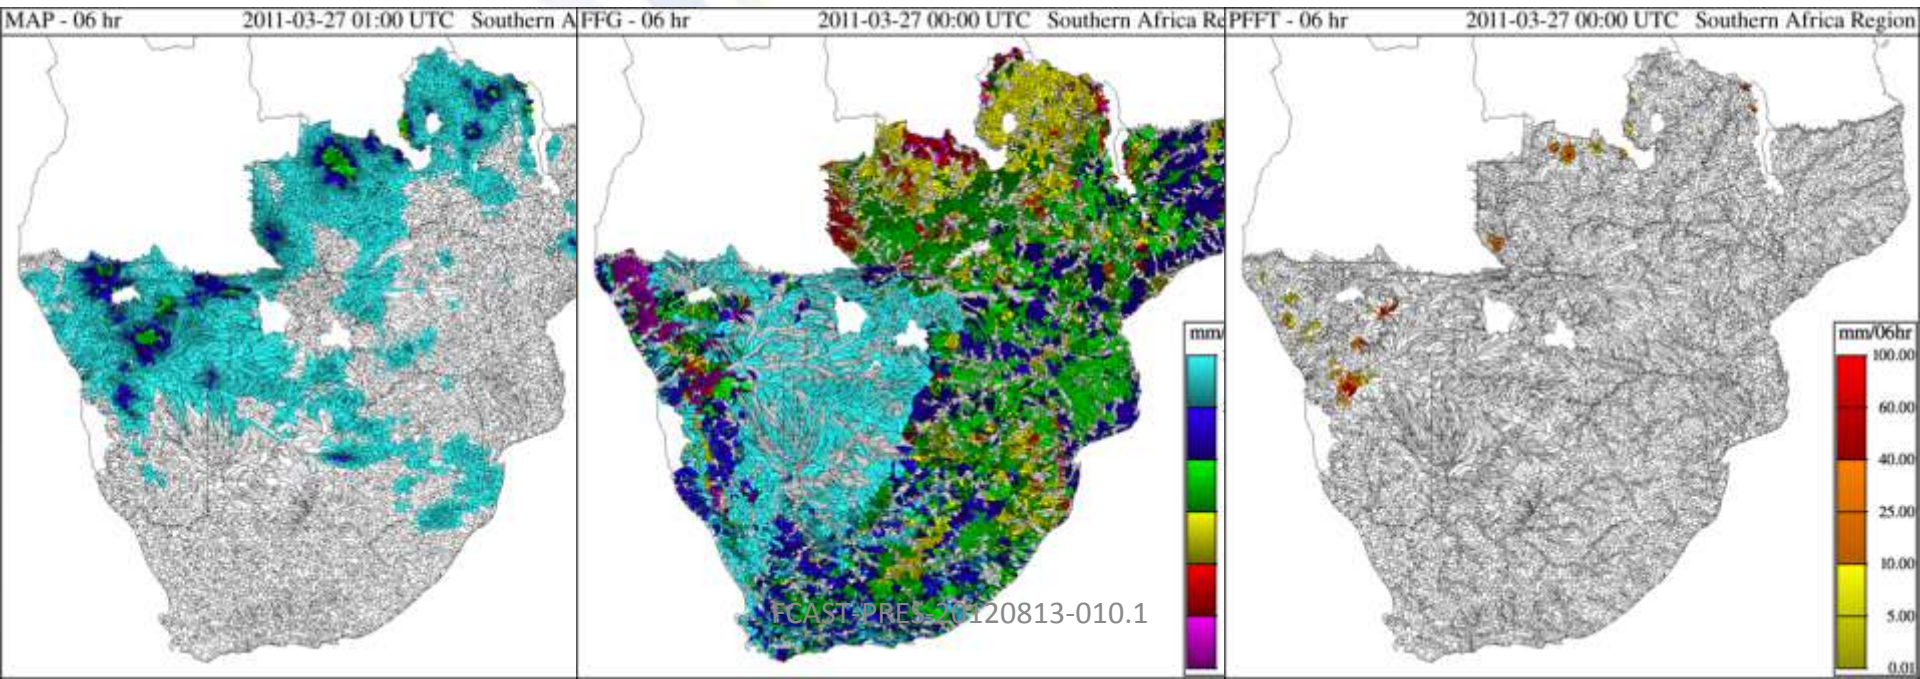 MAP - 06 hr 2011-03-27 01:00 UTC Southern A
FFG - 06 hr 2011-03-27 00:00 UTC Southern Africa Re
PFFT - 06 hr 2011-03-27 00:00 UTC Southern Africa Region
mm/
mm/06hr
100.00
60.00
40.00
25.00
10.00
5.00
0.01
FCAST-PRES-20120813-010.1